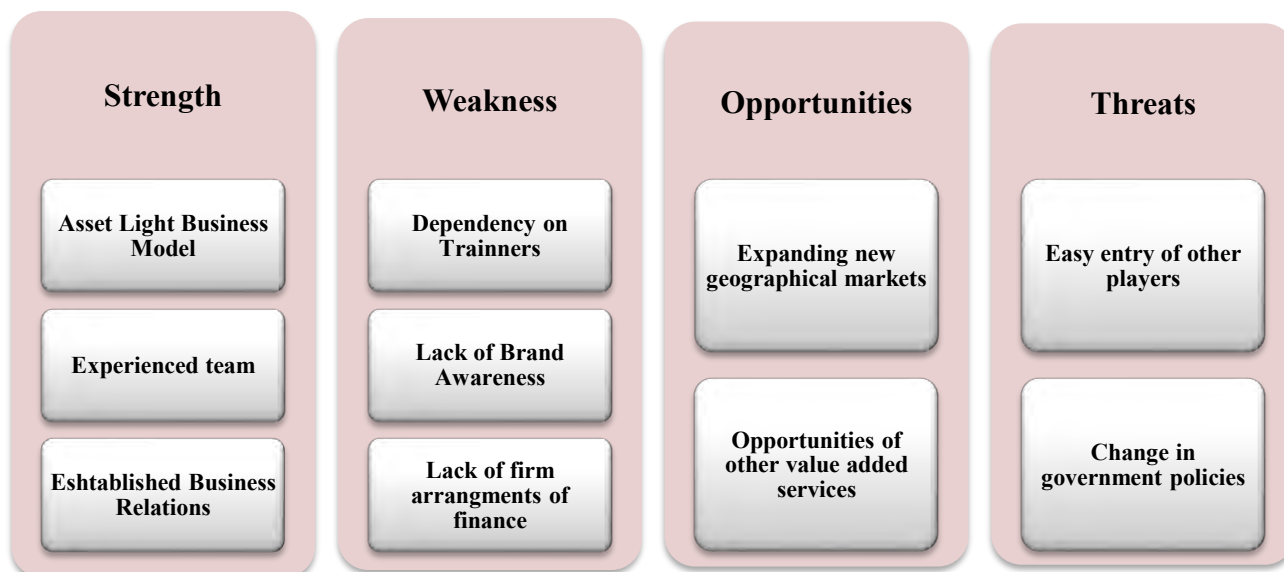 Strength
Asset Light Business
Model
Experienced team
Eshtablished Business
Relations
Weakness
Dependency on
Trainners
Lack of Brand
Awareness
Lack of firm
arrangments of
finance
Opportunities
Expanding new
geographical markets
Opportunities of
other value added
services
Threats
Easy entry of other
players
Change in
government policies